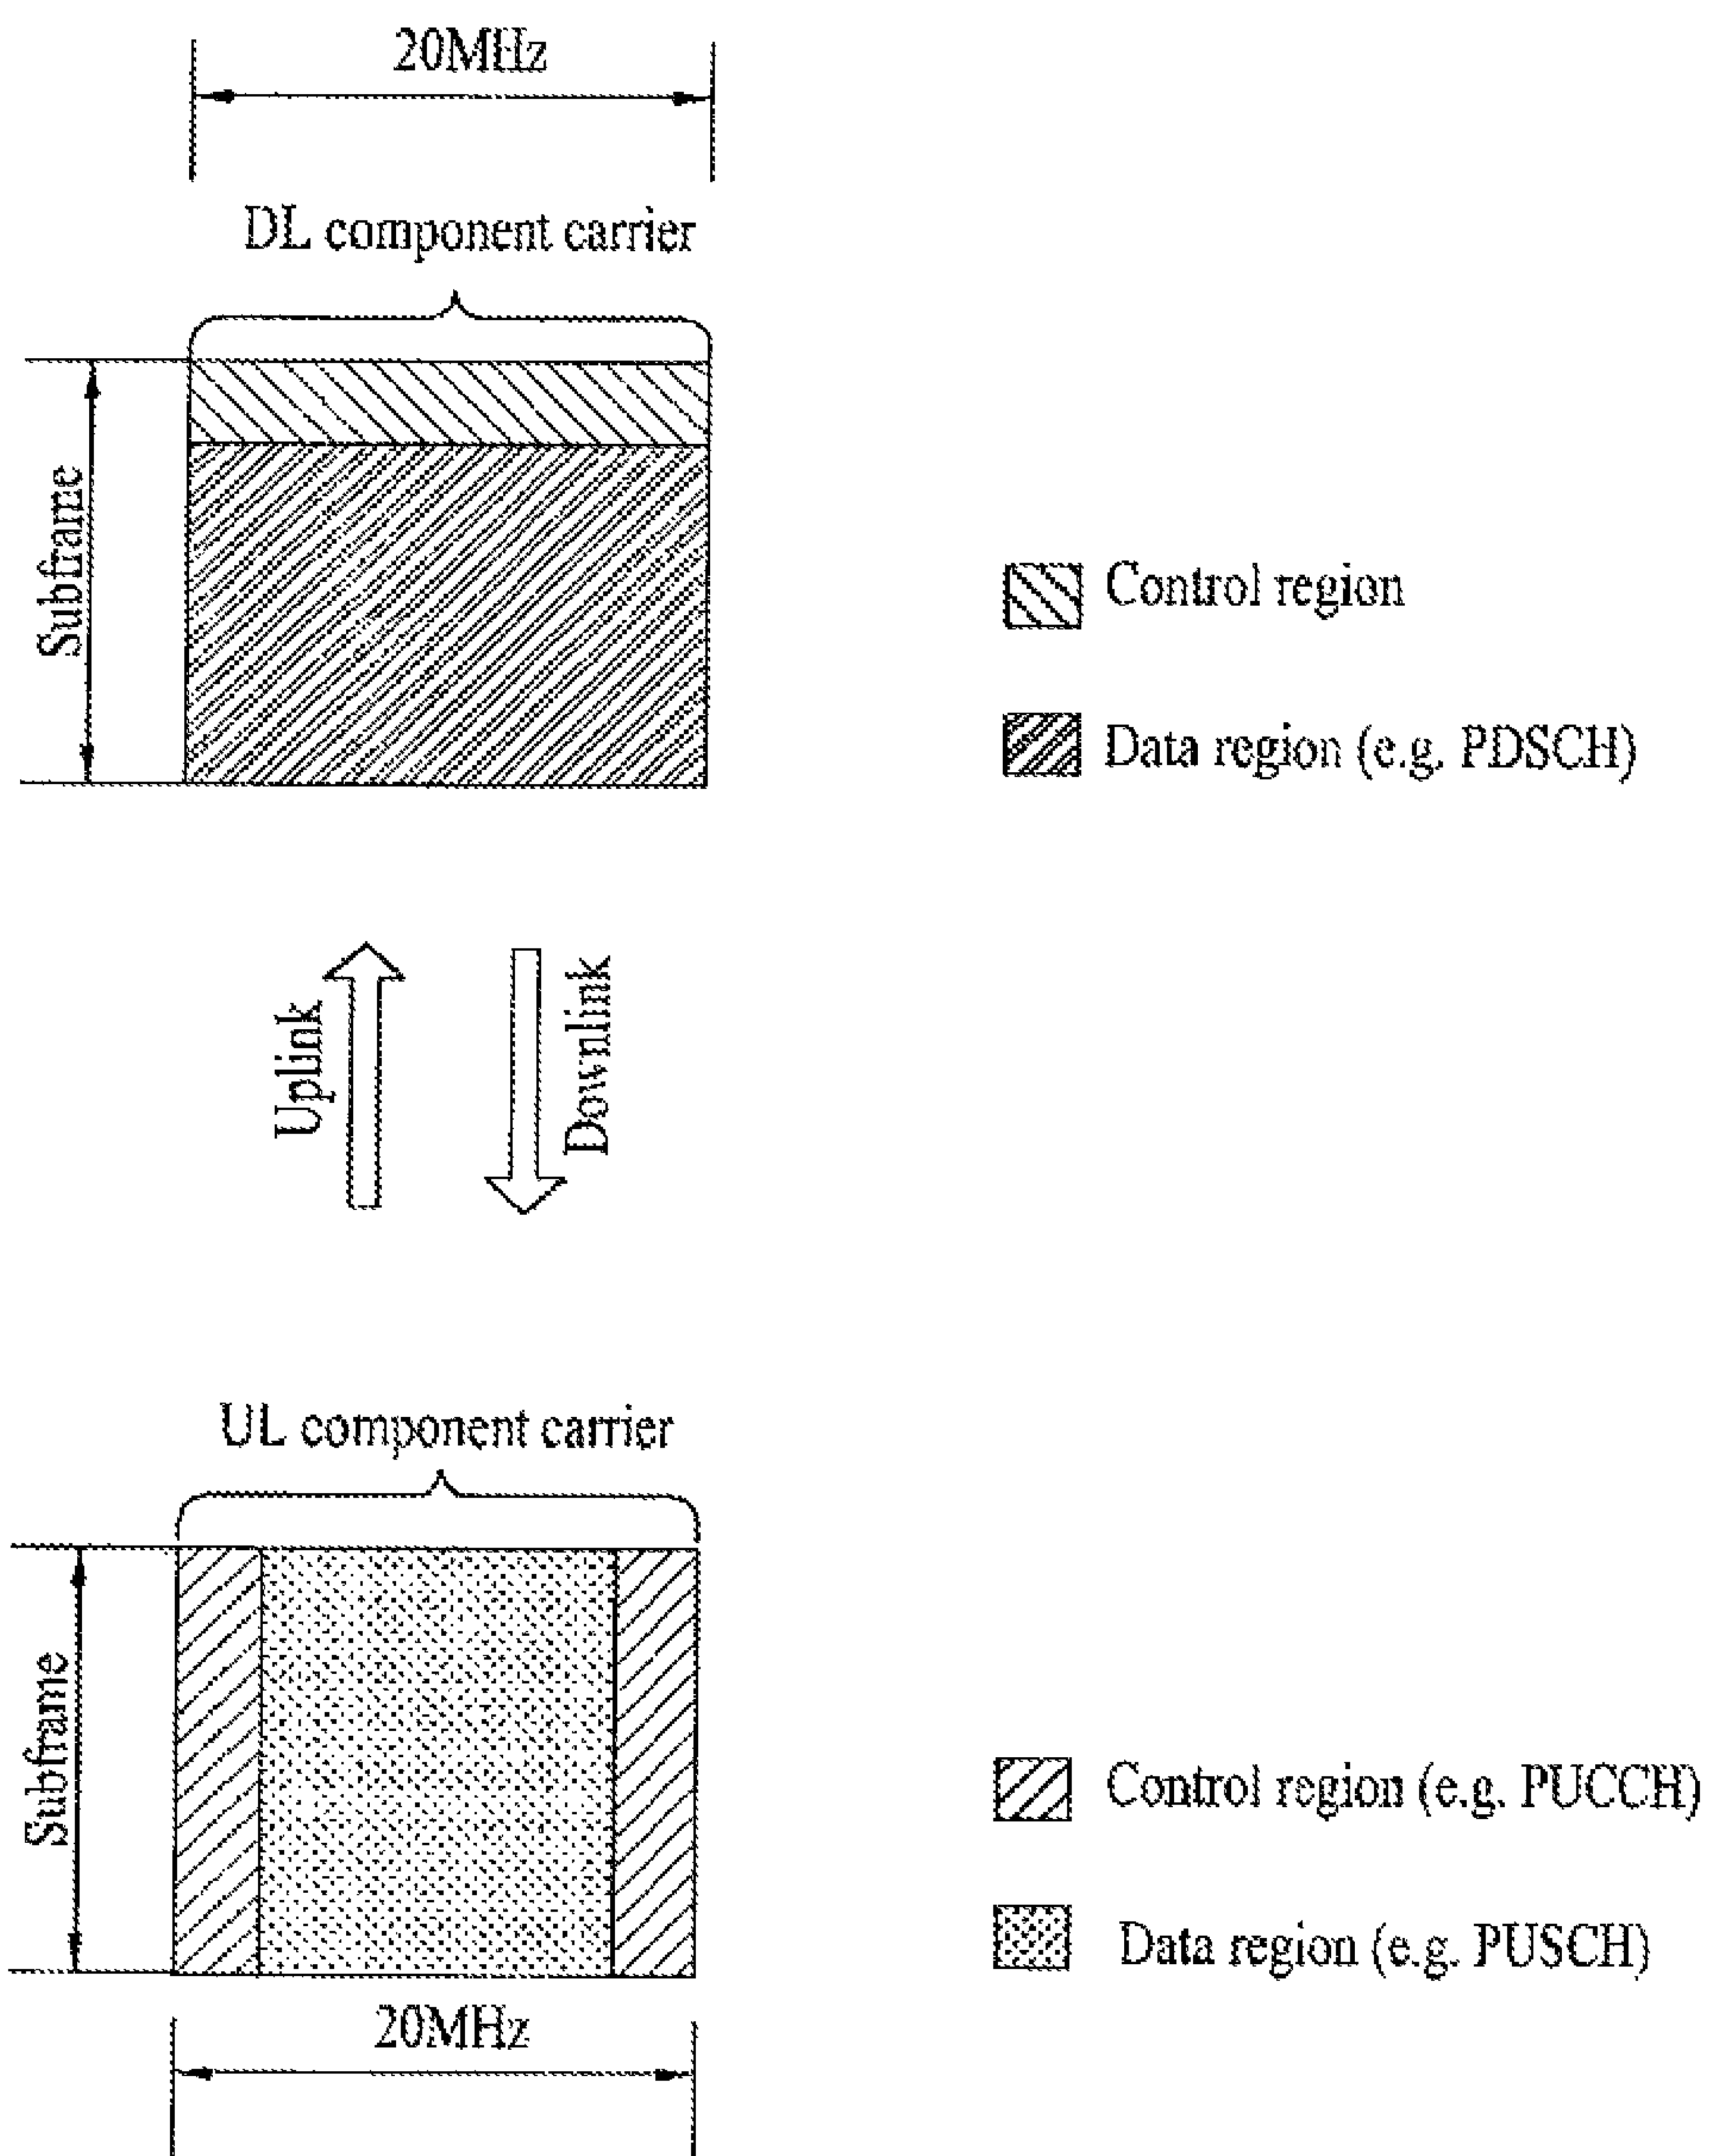 20MHz
DL component carrier
Subframe
Control region
Data region (e.g. PDSCH)
Uplink
Downlink
UL component carrier
Subframe
Control region (e.g. PUCCH)
Data region (e.g. PUSCH)
20MHz